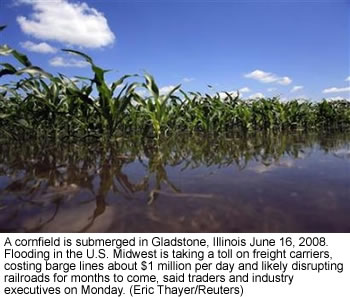 A cornfield is submerged in Gladstone, Illinois June 16, 2008.
Flooding in the U.S. Midwest is taking a toll on freight carriers,
costing barge lines about $1 million per day and likely disrupting
railroads for months to come, said traders and industry
executives on Monday. (Eric Thayer/Reuters)